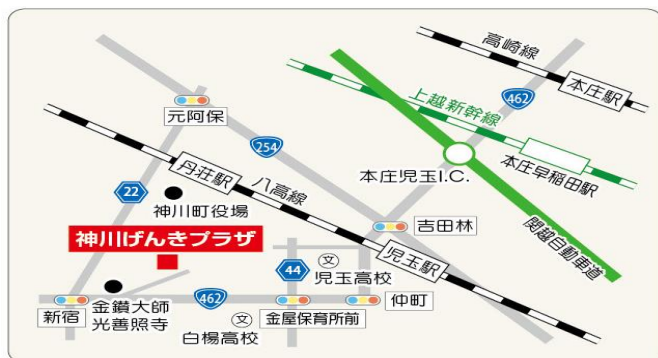 高崎線
本庄駅
462
上越新幹線
本庄早稲田駅
元阿保
254
本庄児玉I.C.
丹荘駅
八高線
22
神川町役場
吉田林
関越自動車道
神川げんきプラザ
児玉駅
文
児玉高校
44
金鑚大師
光善照寺
462
新宿
文
白楊高校
金屋保育所前
仲町